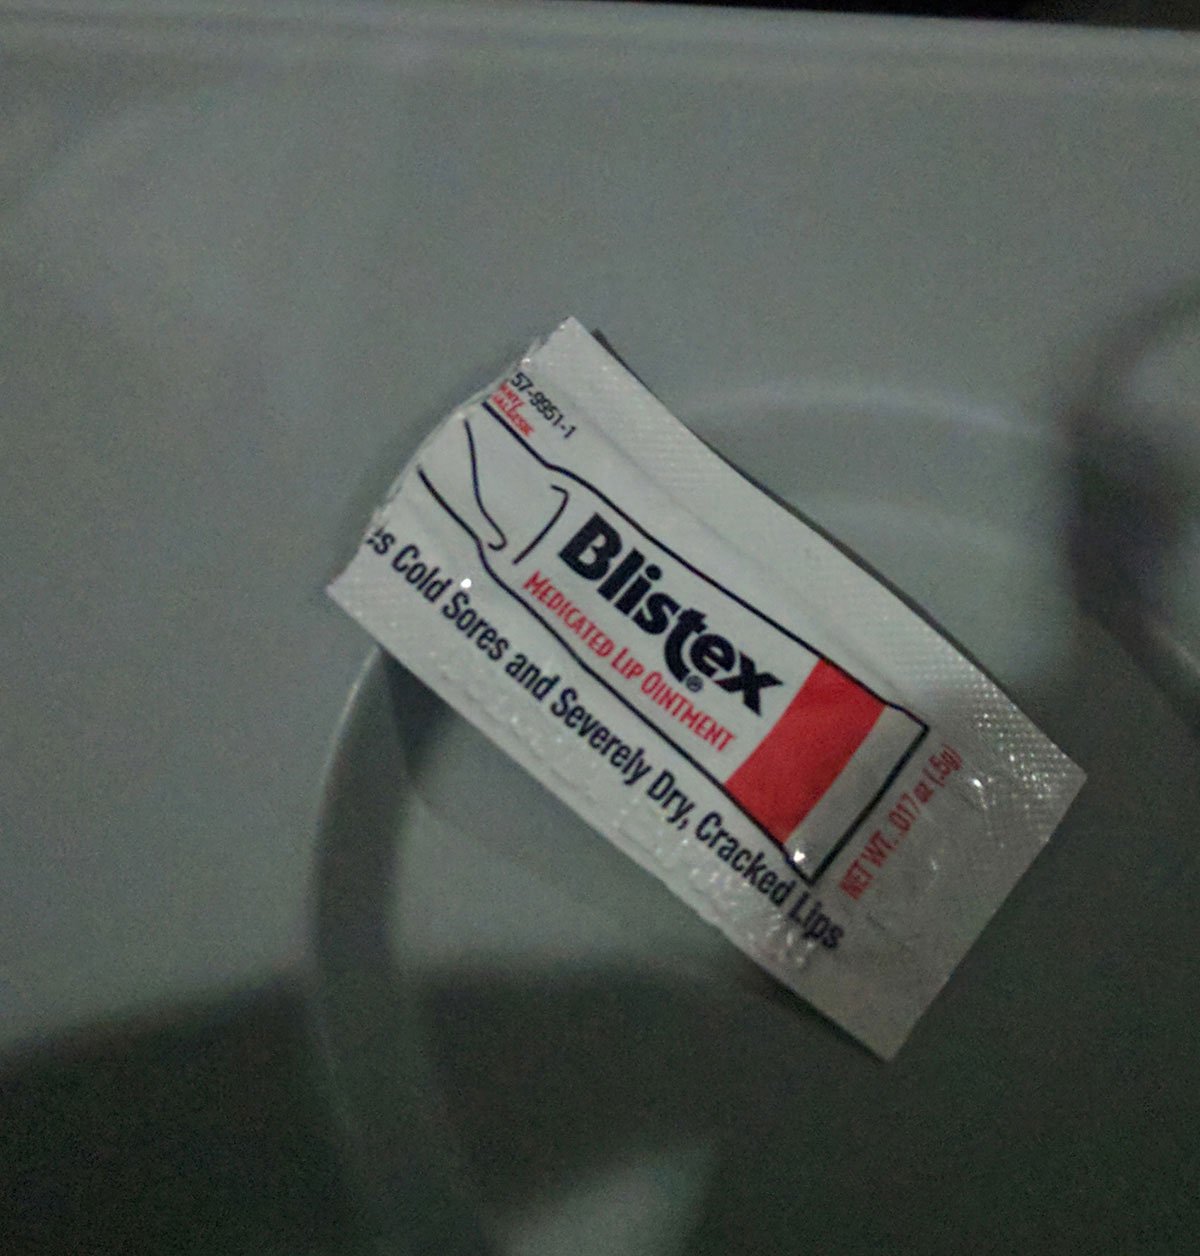 57-9951-1
Blistex®
MEDICATED LIP OINTMENT
Cold Sores and Severely Dry, Cracked Lips
NET WT. .017 oz (.5g)